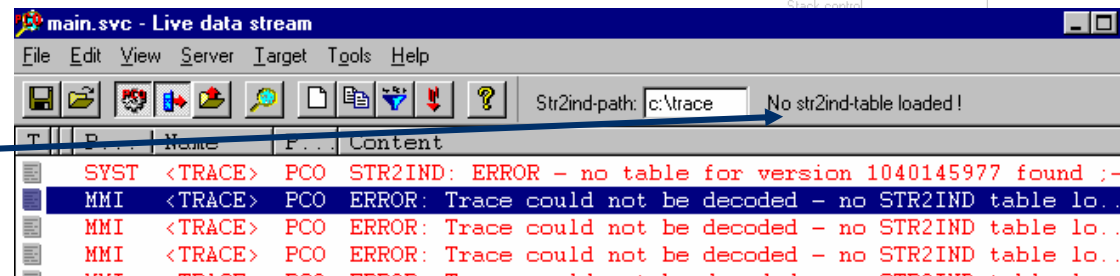 Stack control
main.svc - Live data stream
File Edit View Server Target Tools Help
Str2ind-path: c:\trace No str2ind-table loaded !
T P... Name P... Content
SYST <TRACE> PCO STR2IND: ERROR - no table for version 1040145977 found ;-
MMI <TRACE> PCO ERROR: Trace could not be decoded - no STR2IND table lo..
MMI <TRACE> PCO ERROR: Trace could not be decoded - no STR2IND table lo..
MMI <TRACE> PCO ERROR: Trace could not be decoded - no STR2IND table lo..